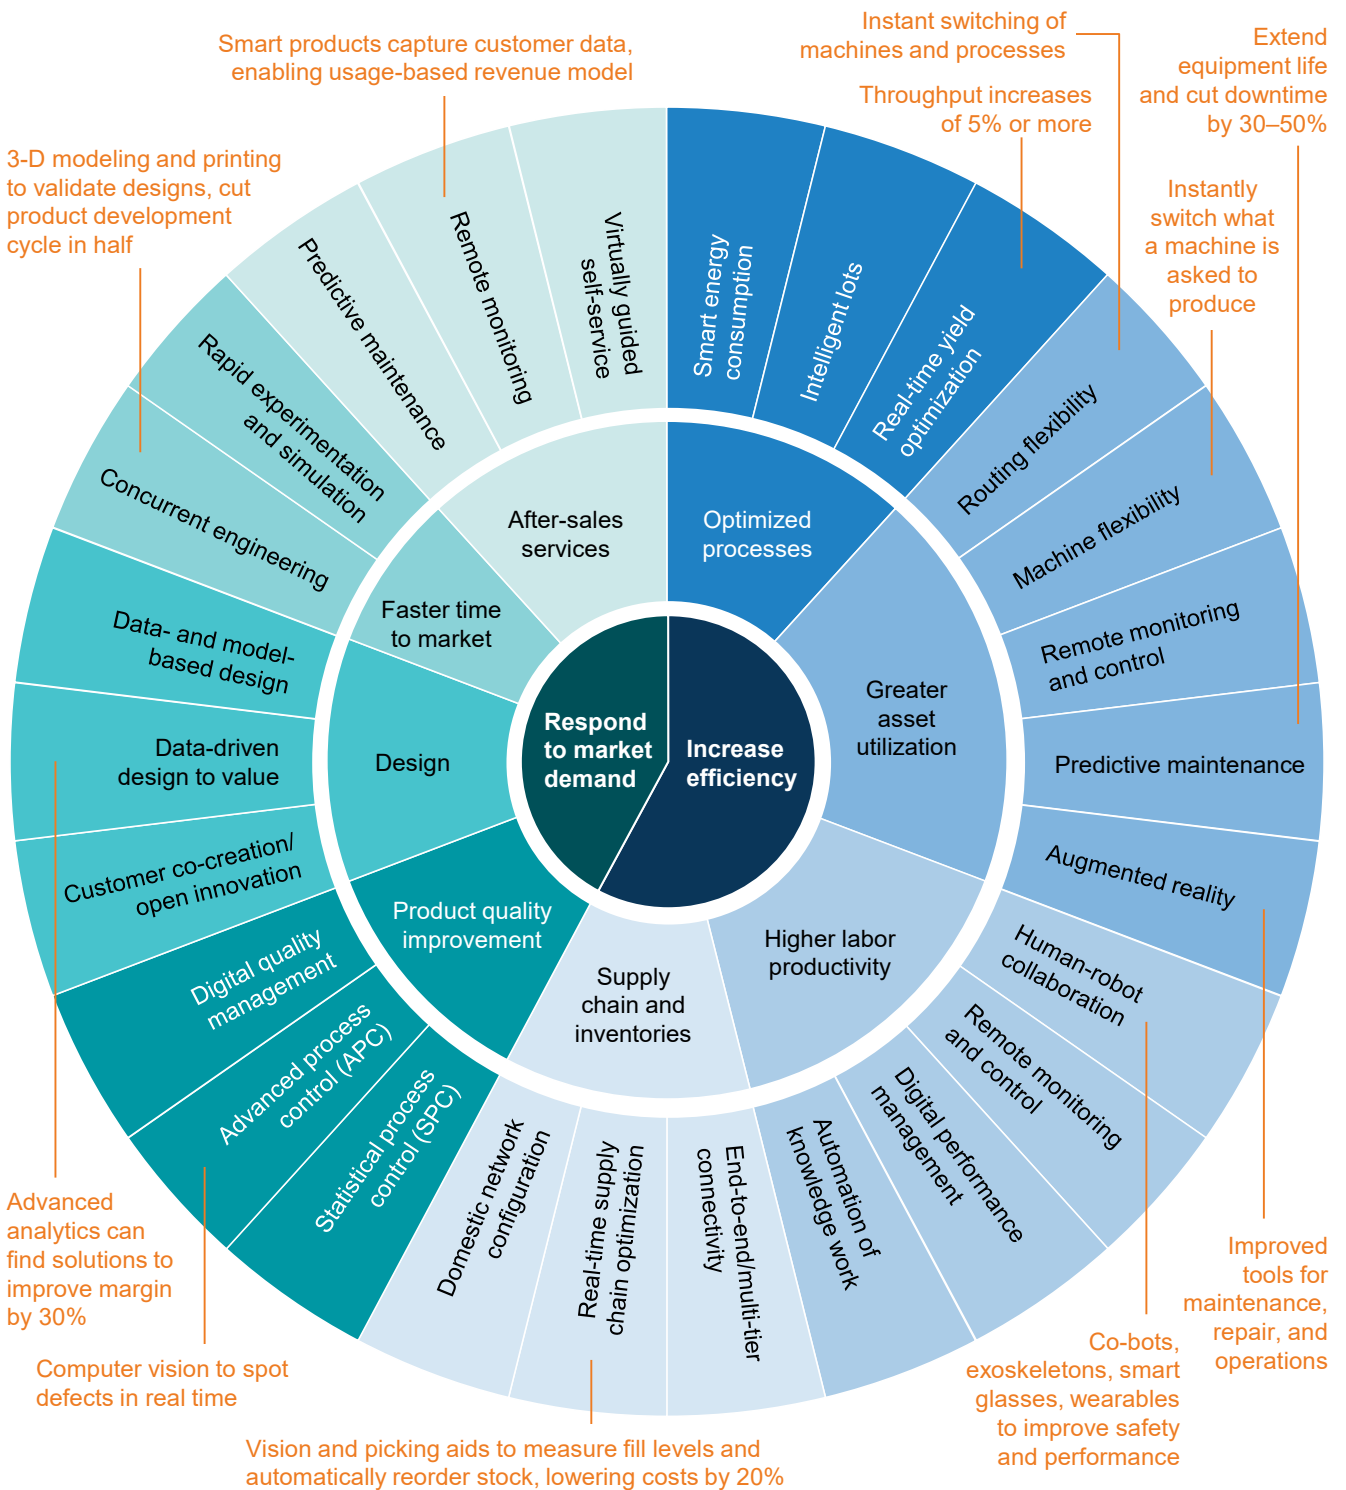 Smart products capture customer data,
enabling usage-based revenue model
Instant switching of
machines and processes
Throughput increases
of 5% or more
Extend
equipment life
and cut downtime
by 30–50%
Instantly
switch what
a machine is
asked to
produce
3-D modeling and printing
to validate designs, cut
product development
cycle in half
Smart energy
consumption
Intelligent lots
Real-time yield
optimization
Routing flexibility
Machine flexibility
Remote monitoring
and control
Predictive maintenance
Augmented reality
Human-robot
collaboration
Remote monitoring
and control
Digital performance
management
Automation of
knowledge work
End-to-end/multi-tier
connectivity
Real-time supply
chain optimization
Domestic network
configuration
Statistical process
control (SPC)
Advanced process
control (APC)
Digital quality
management
Customer co-creation/
open innovation
Data-driven
design to value
Data- and model-
based design
Concurrent engineering
Rapid experimentation
and simulation
Predictive maintenance
Remote monitoring
Virtually guided
self-service
Optimized
processes
Greater
asset
utilization
Higher labor
productivity
Supply
chain and
inventories
Product quality
improvement
Design
Faster time
to market
After-sales
services
Respond
to market
demand
Increase
efficiency
Advanced
analytics can
find solutions to
improve margin
by 30%
Computer vision to spot
defects in real time
Vision and picking aids to measure fill levels and
automatically reorder stock, lowering costs by 20%
Co-bots,
exoskeletons, smart
glasses, wearables
to improve safety
and performance
Improved
tools for
maintenance,
repair, and
operations